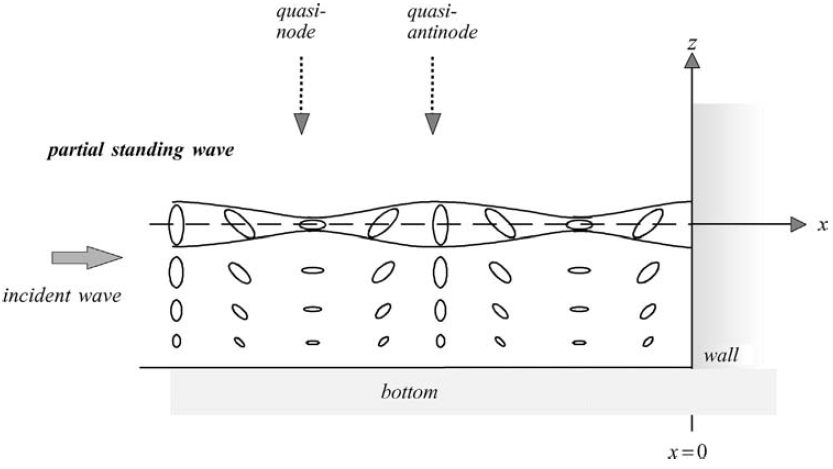 quasi-
node
quasi-
antinode
z
partial standing wave
x
incident wave
wall
bottom
x = 0